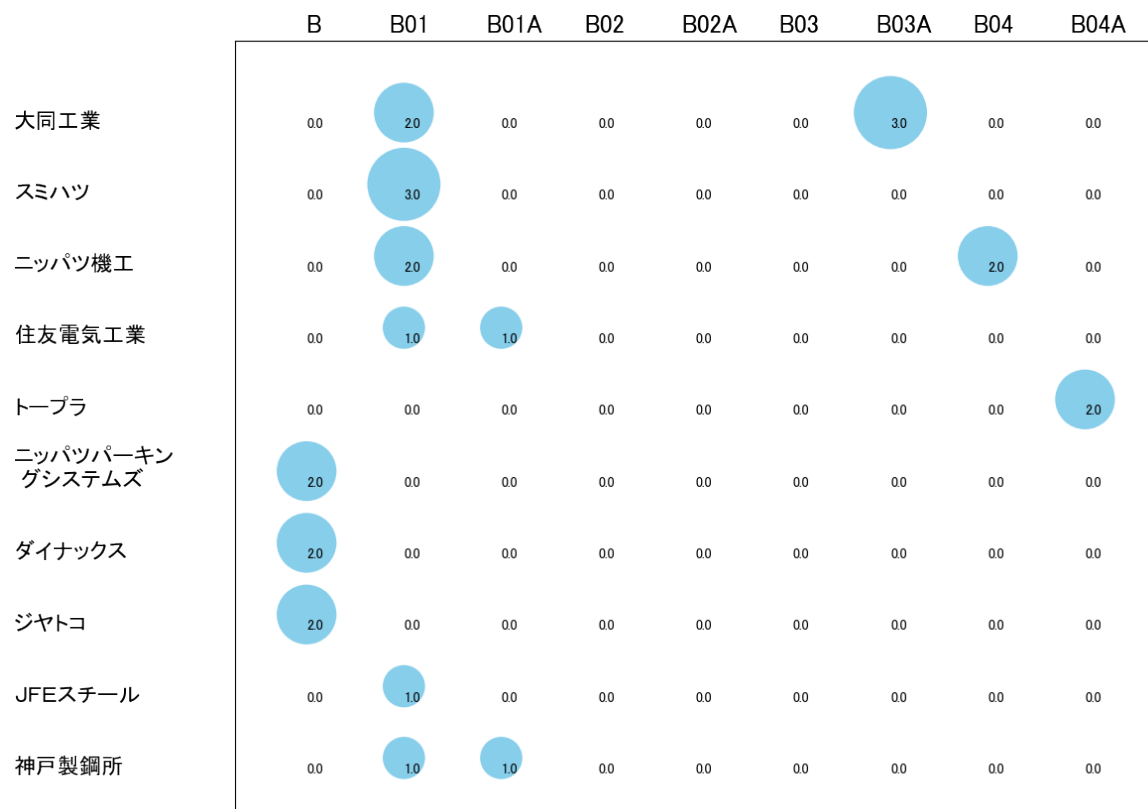 B B01 B01A B02 B02A B03 B03A B04 B04A
大同工業 0.0 2.0 0.0 0.0 0.0 0.0 3.0 0.0 0.0
スミハツ 0.0 3.0 0.0 0.0 0.0 0.0 0.0 0.0 0.0
ニッパツ機工 0.0 2.0 0.0 0.0 0.0 0.0 0.0 2.0 0.0
住友電気工業 0.0 1.0 1.0 0.0 0.0 0.0 0.0 0.0 0.0
トープラ 0.0 0.0 0.0 0.0 0.0 0.0 0.0 0.0 2.0
ニッパツパーキン
グシステムズ 2.0 0.0 0.0 0.0 0.0 0.0 0.0 0.0 0.0
ダイナックス 2.0 0.0 0.0 0.0 0.0 0.0 0.0 0.0 0.0
ジヤトコ 2.0 0.0 0.0 0.0 0.0 0.0 0.0 0.0 0.0
JFEスチール 0.0 1.0 0.0 0.0 0.0 0.0 0.0 0.0 0.0
神戸製鋼所 0.0 1.0 1.0 0.0 0.0 0.0 0.0 0.0 0.0